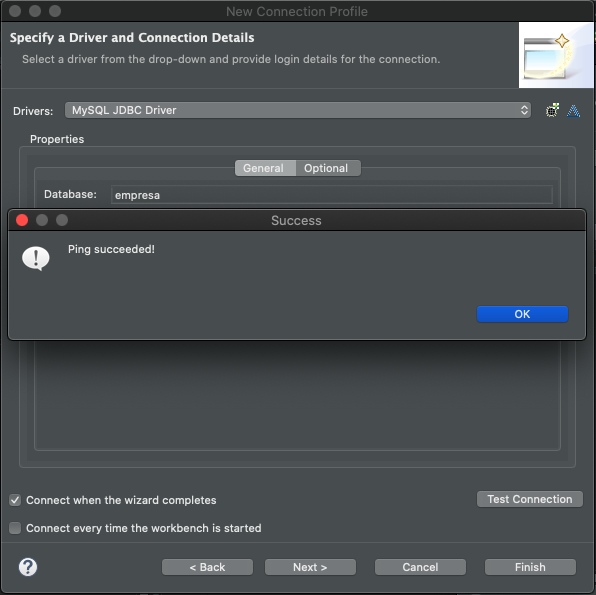 New Connection Profile
Specify a Driver and Connection Details
Select a driver from the drop-down and provide login details for the connection.
Drivers: MySQL JDBC Driver
Properties
General Optional
Database: empresa
Success
Ping succeeded!
OK
Connect when the wizard completes
Test Connection
Connect every time the workbench is started
? < Back Next > Cancel Finish